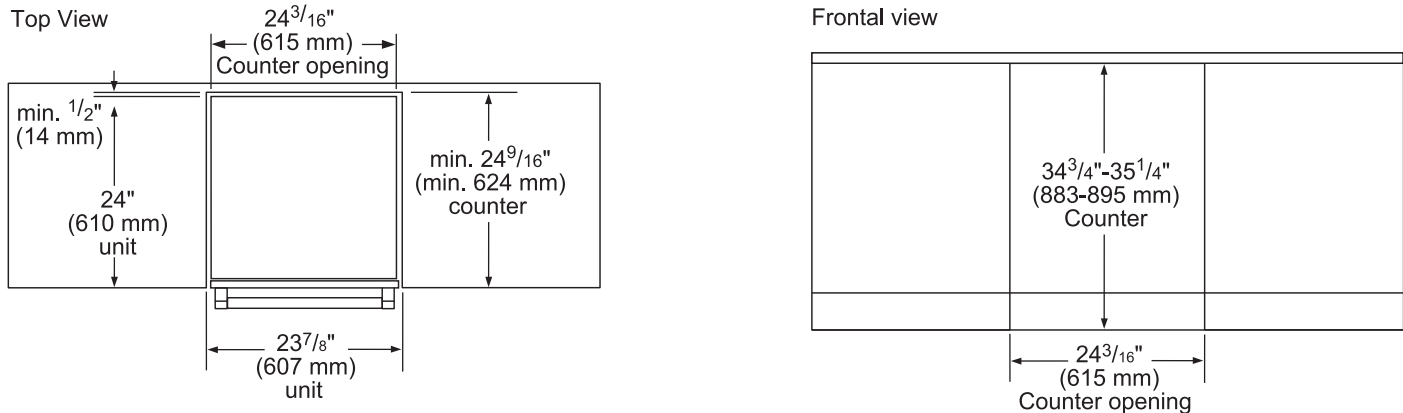 Top View
24 3/16"
(615 mm)
Counter opening
min. 1/2"
(14 mm)
24"
(610 mm)
unit
min. 24 9/16"
(min. 624 mm)
counter
23 7/8"
(607 mm)
unit
Frontal view
34 3/4"-35 1/4"
(883-895 mm)
Counter
24 3/16"
(615 mm)
Counter opening